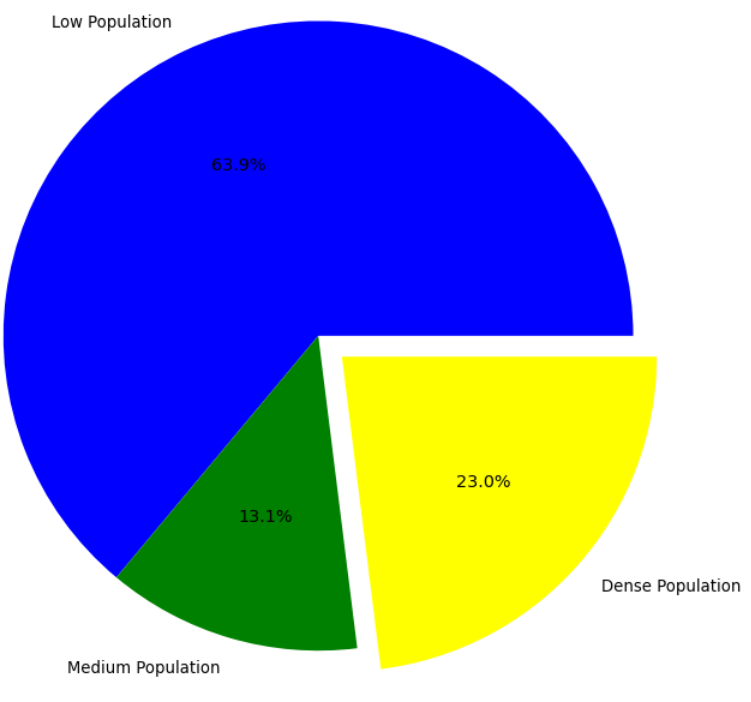 Low Population
63.9%
23.0%
13.1%
Dense Population
Medium Population